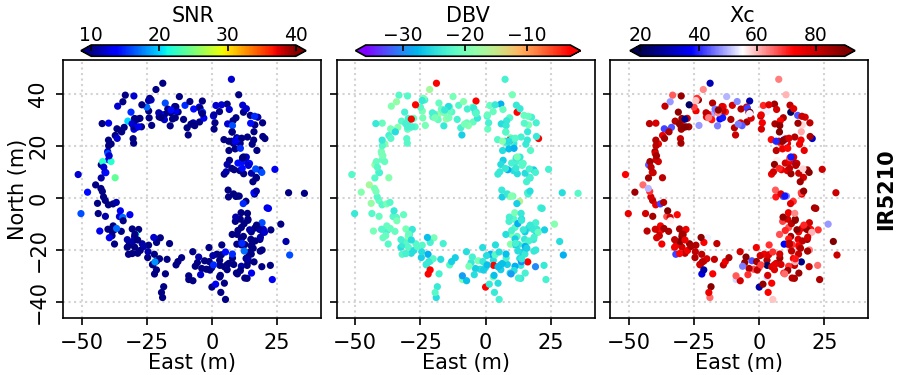 SNR DBV Xc
10 20 30 40 −30 −20 −10 20 40 60 80
40
20
0
−20
−40
North (m)
−50 −25 0 25 −50 −25 0 25 −50 −25 0 25
East (m) East (m) East (m)
IR5210